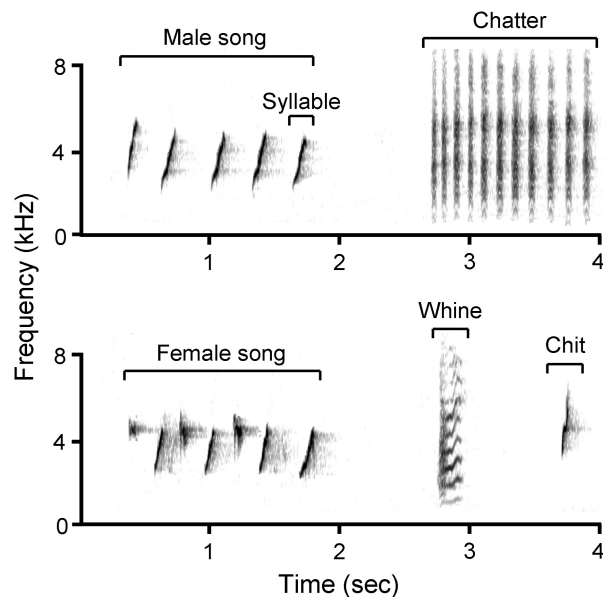 Male song
Chatter
Syllable
8
4
0
1
2
3
4
Frequency (kHz)
Female song
Whine
Chit
8
4
0
1
2
3
4
Time (sec)